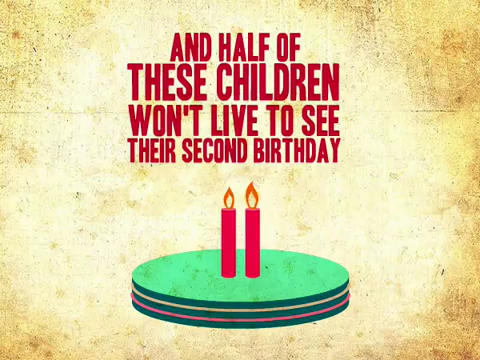 AND HALF OF
THESE CHILDREN
WON'T LIVE TO SEE
THEIR SECOND BIRTHDAY